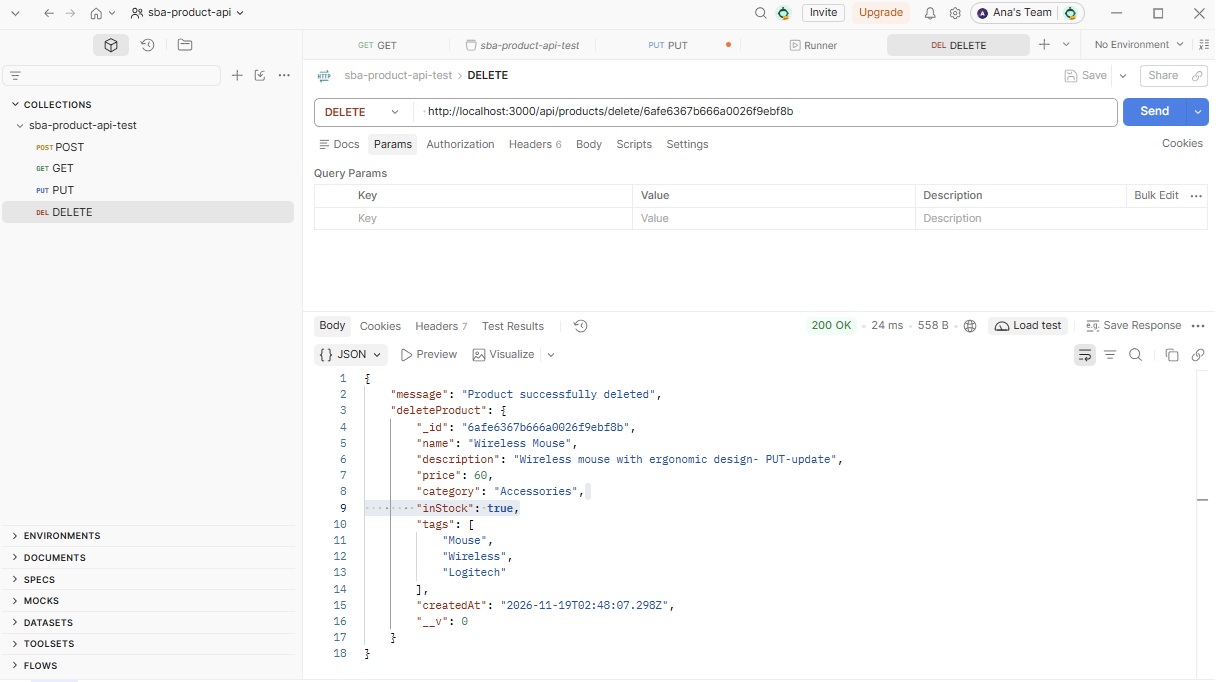 sba-product-api
Invite
Upgrade
A Ana's Team
GET GET
sba-product-api-test
PUT PUT
Runner
DEL DELETE
No Environment
sba-product-api-test > DELETE
Save
Share
COLLECTIONS
sba-product-api-test
POST POST
GET GET
PUT PUT
DEL DELETE
ENVIRONMENTS
DOCUMENTS
SPECS
MOCKS
DATASETS
TOOLSETS
FLOWS
HTTP
DELETE
http://localhost:3000/api/products/delete/6afe6367b666a0026f9ebf8b
Send
Docs Params Authorization Headers 6 Body Scripts Settings
Cookies
Query Params
Key Value Description Bulk Edit
Key Value Description
Body Cookies Headers 7 Test Results
200 OK 24 ms 558 B
Load test
e.g. Save Response
{ } JSON Preview Visualize
1 {
2 "message": "Product successfully deleted",
3 "deleteProduct": {
4 "_id": "6afe6367b666a0026f9ebf8b",
5 "name": "Wireless Mouse",
6 "description": "Wireless mouse with ergonomic design- PUT-update",
7 "price": 60,
8 "category": "Accessories",
9 "inStock": true,
10 "tags": [
11 "Mouse",
12 "Wireless",
13 "Logitech"
14 ],
15 "createdAt": "2026-11-19T02:48:07.298Z",
16 "__v": 0
17 }
18 }